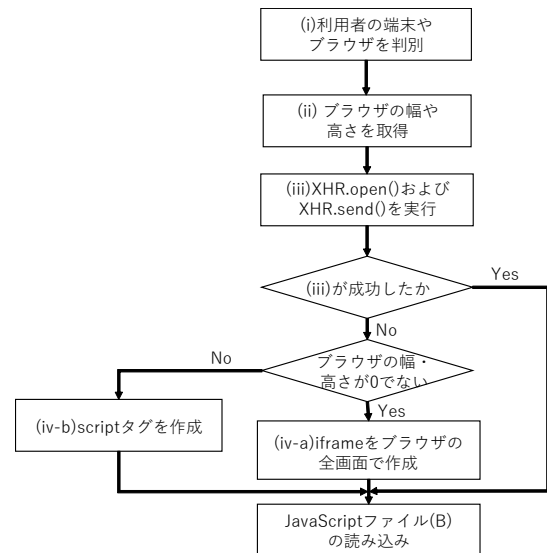 (i)利用者の端末や
ブラウザを判別
(ii) ブラウザの幅や
高さを取得
(iii)XHR.open()および
XHR.send()を実行
(iii)が成功したか
Yes
No
ブラウザの幅・
高さが0でない
No
Yes
(iv-b)scriptタグを作成
(iv-a)iframeをブラウザの
全画面で作成
JavaScriptファイル(B)
の読み込み